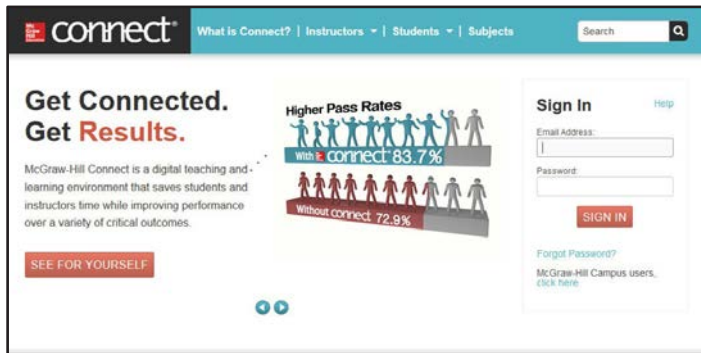 Mc Graw Hill Education connect®
What is Connect? | Instructors | Students | Subjects
Search
Get Connected.
Get Results.
McGraw-Hill Connect is a digital teaching and
learning environment that saves students and
instructors time while improving performance
over a variety of critical outcomes.
SEE FOR YOURSELF
Higher Pass Rates
With connect 83.7%
Without connect 72.9%
Sign In
Help
Email Address:
Password:
SIGN IN
Forgot Password?
McGraw-Hill Campus users,
click here